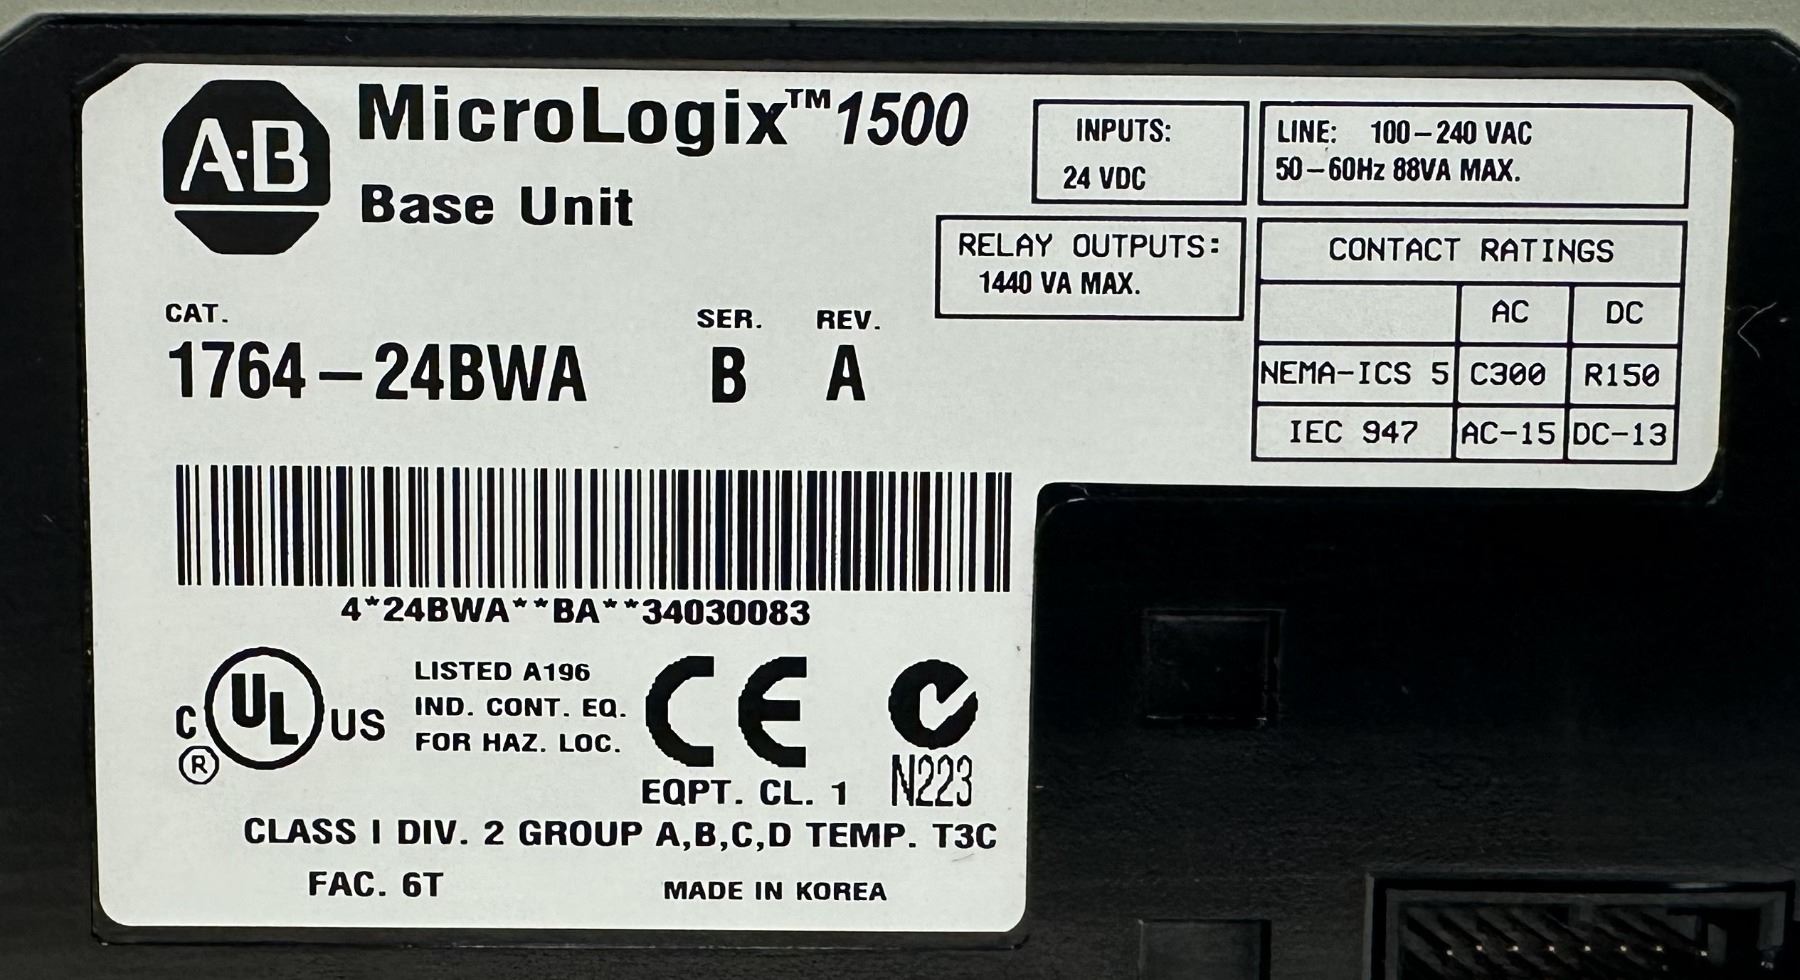 A·B
MicroLogix™1500
Base Unit
INPUTS:
24 VDC
LINE: 100-240 VAC
50-60Hz 88VA MAX.
RELAY OUTPUTS:
1440 VA MAX.
CONTACT RATINGS
AC DC
NEMA-ICS 5 C300 R150
IEC 947 AC-15 DC-13
CAT. SER. REV.
1764-24BWA B A
4*24BWA**BA**34030083
C UL US ®
LISTED A196
IND. CONT. EQ.
FOR HAZ. LOC.
CE
EQPT. CL. 1
N223
CLASS I DIV. 2 GROUP A,B,C,D TEMP. T3C
FAC. 6T MADE IN KOREA